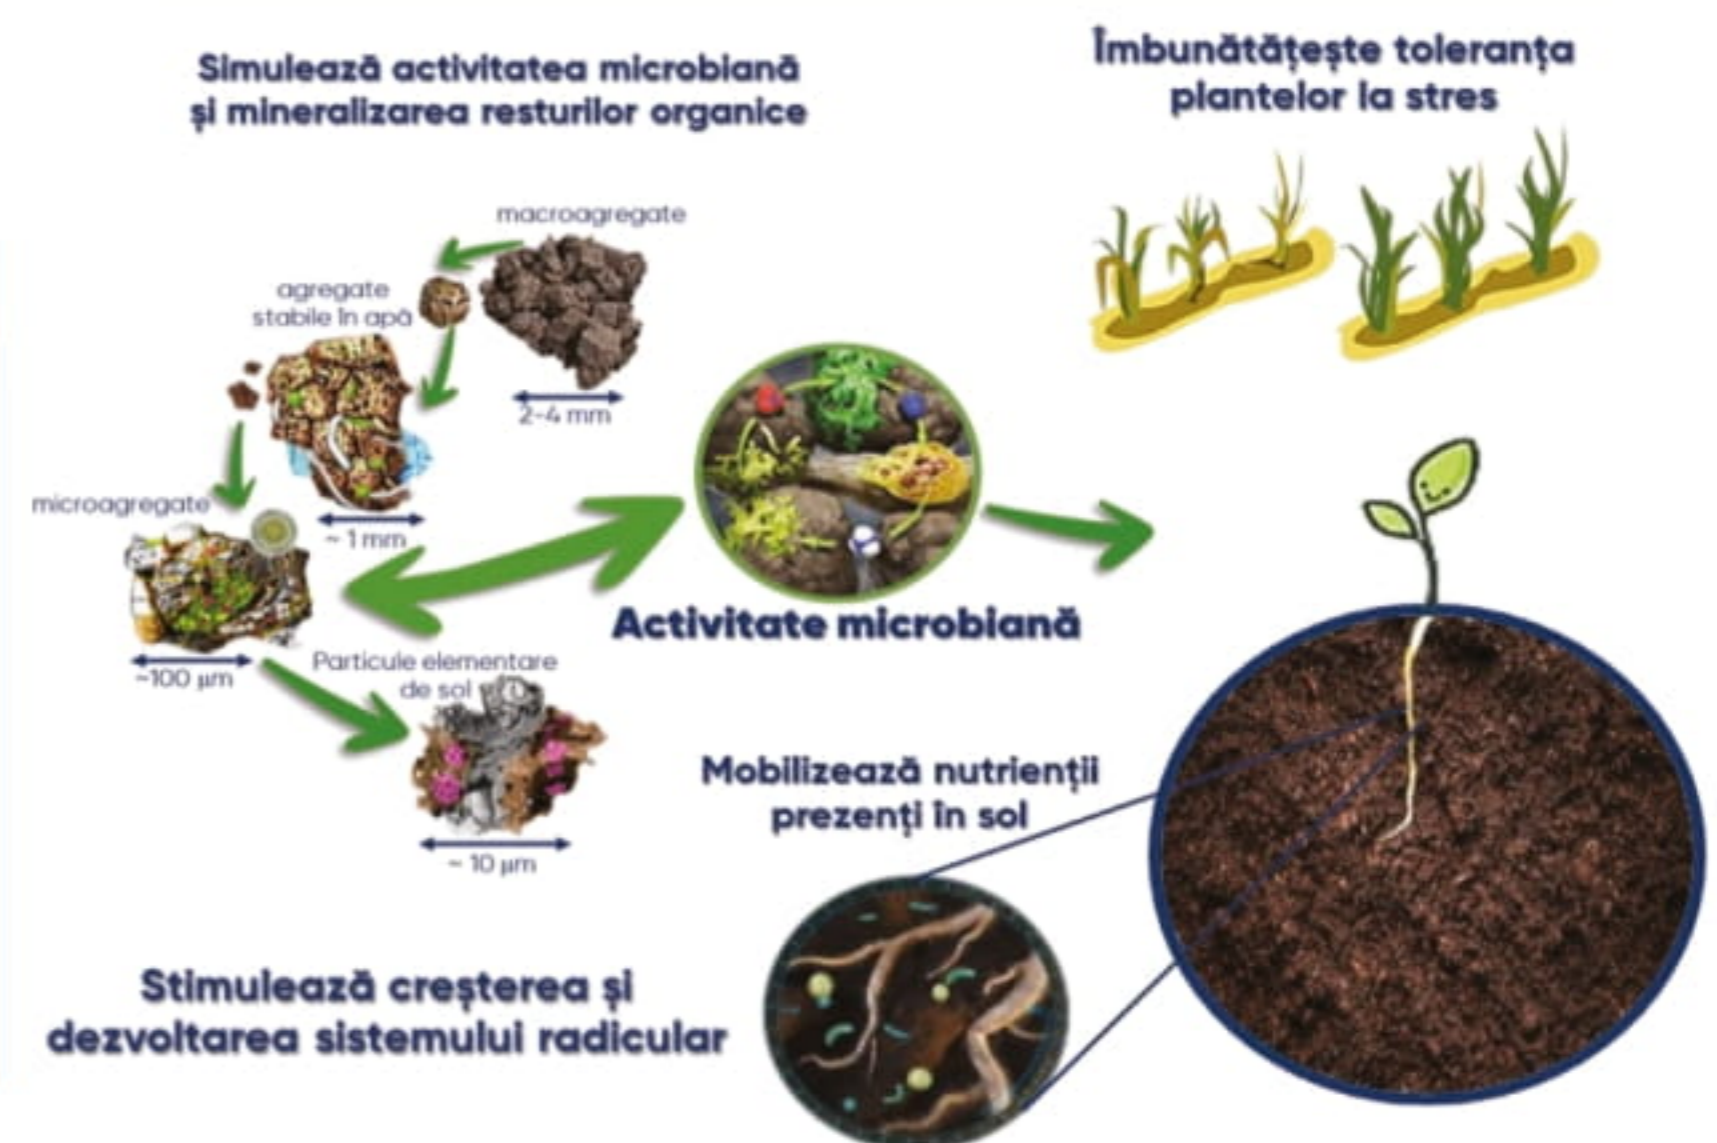 Simulează activitatea microbiană
și mineralizarea resturilor organice
Îmbunătățește toleranța
plantelor la stres
macroagregate
agregate
stabile în apă
2-4 mm
microagregate
~ 1 mm
~100 µm
Particule elementare
de sol
~ 10 µm
Activitate microbiană
Mobilizează nutrienții
prezenți în sol
Stimulează creșterea și
dezvoltarea sistemului radicular